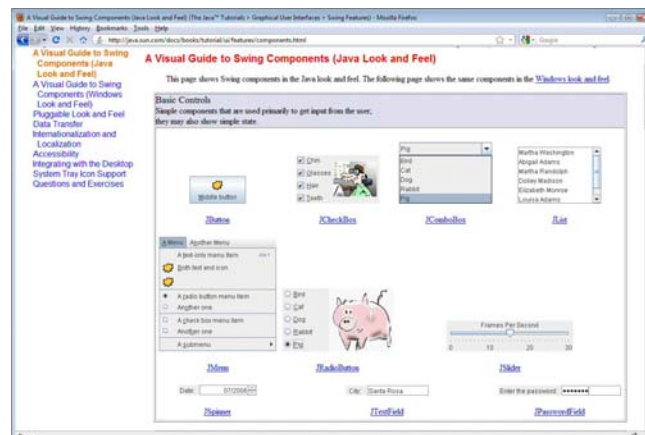 A Visual Guide to Swing Components (Java Look and Feel) (The Java™ Tutorials > Graphical User Interfaces > Swing Features) - Mozilla Firefox
File Edit View History Bookmarks Tools Help
http://java.sun.com/docs/books/tutorial/ui/features/components.html
Google
A Visual Guide to Swing
Components (Java
Look and Feel)
A Visual Guide to Swing
Components (Windows
Look and Feel)
Pluggable Look and Feel
Data Transfer
Internationalization and
Localization
Accessibility
Integrating with the Desktop
System Tray Icon Support
Questions and Exercises
A Visual Guide to Swing Components (Java Look and Feel)
This page shows Swing components in the Java look and feel. The following page shows the same components in the Windows look and feel
Basic Controls
Simple components that are used primarily to get input from the user;
they may also show simple state.
Middle button
JButton
Chin
Glasses
Hair
Teeth
JCheckBox
Pig
Bird
Cat
Dog
Rabbit
Pig
JComboBox
Martha Washington
Abigail Adams
Martha Randolph
Dolley Madison
Elizabeth Monroe
Louisa Adams
JList
A Menu Another Menu
A text-only menu item
Both text and icon
A radio button menu item
Another one
A check box menu item
Another one
A submenu
JMenu
Bird
Cat
Dog
Rabbit
Pig
JRadioButton
Frames Per Second
0 10 20 30
JSlider
Date: 07/2006
JSpinner
City: Santa Rosa
JTextField
Enter the password:
JPasswordField